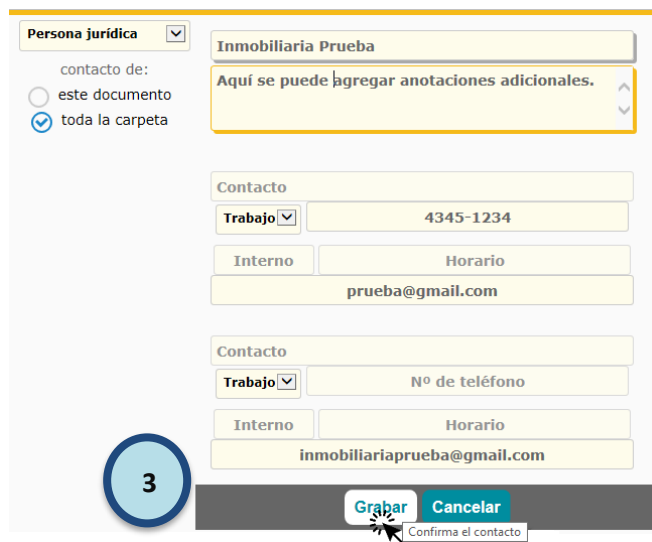 Persona jurídica
contacto de:
este documento
toda la carpeta
Inmobiliaria Prueba
Aquí se puede agregar anotaciones adicionales.
Contacto
Trabajo 4345-1234
Interno Horario
prueba@gmail.com
Contacto
Trabajo Nº de teléfono
Interno Horario
inmobiliariaprueba@gmail.com
3
Grabar Cancelar
Confirma el contacto